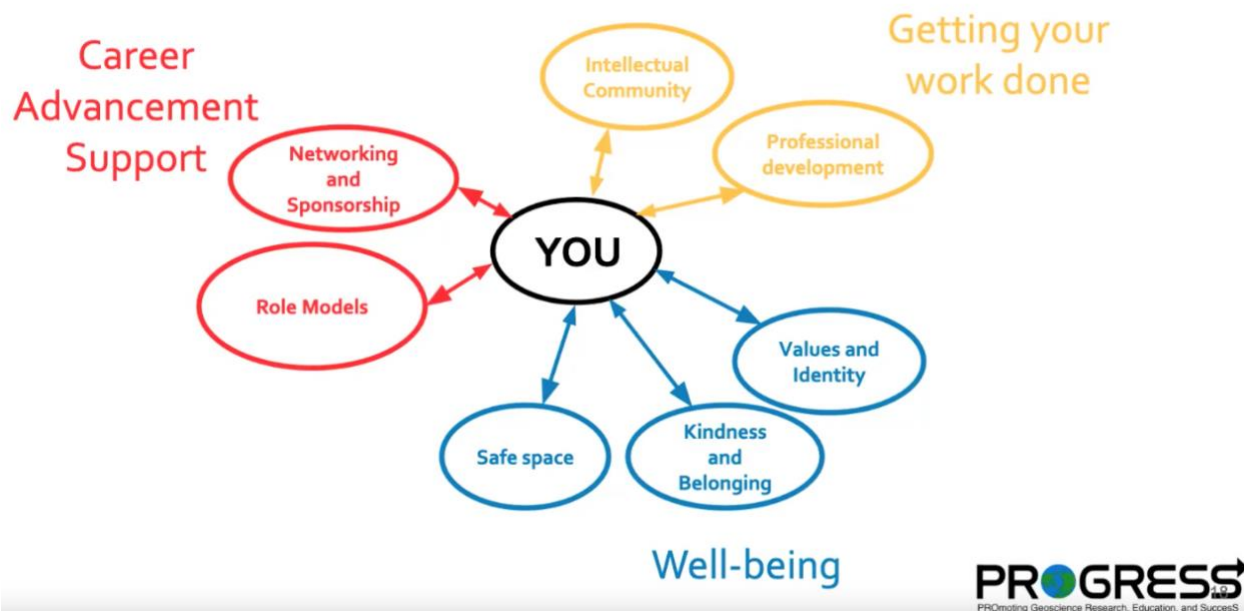 Career
Advancement
Support
Getting your
work done
Intellectual
Community
Professional
development
Networking
and
Sponsorship
YOU
Role Models
Values and
Identity
Kindness
and
Belonging
Safe space
Well-being
PROGRESS
18
PROmoting Geoscience Research, Education, and SuccesS